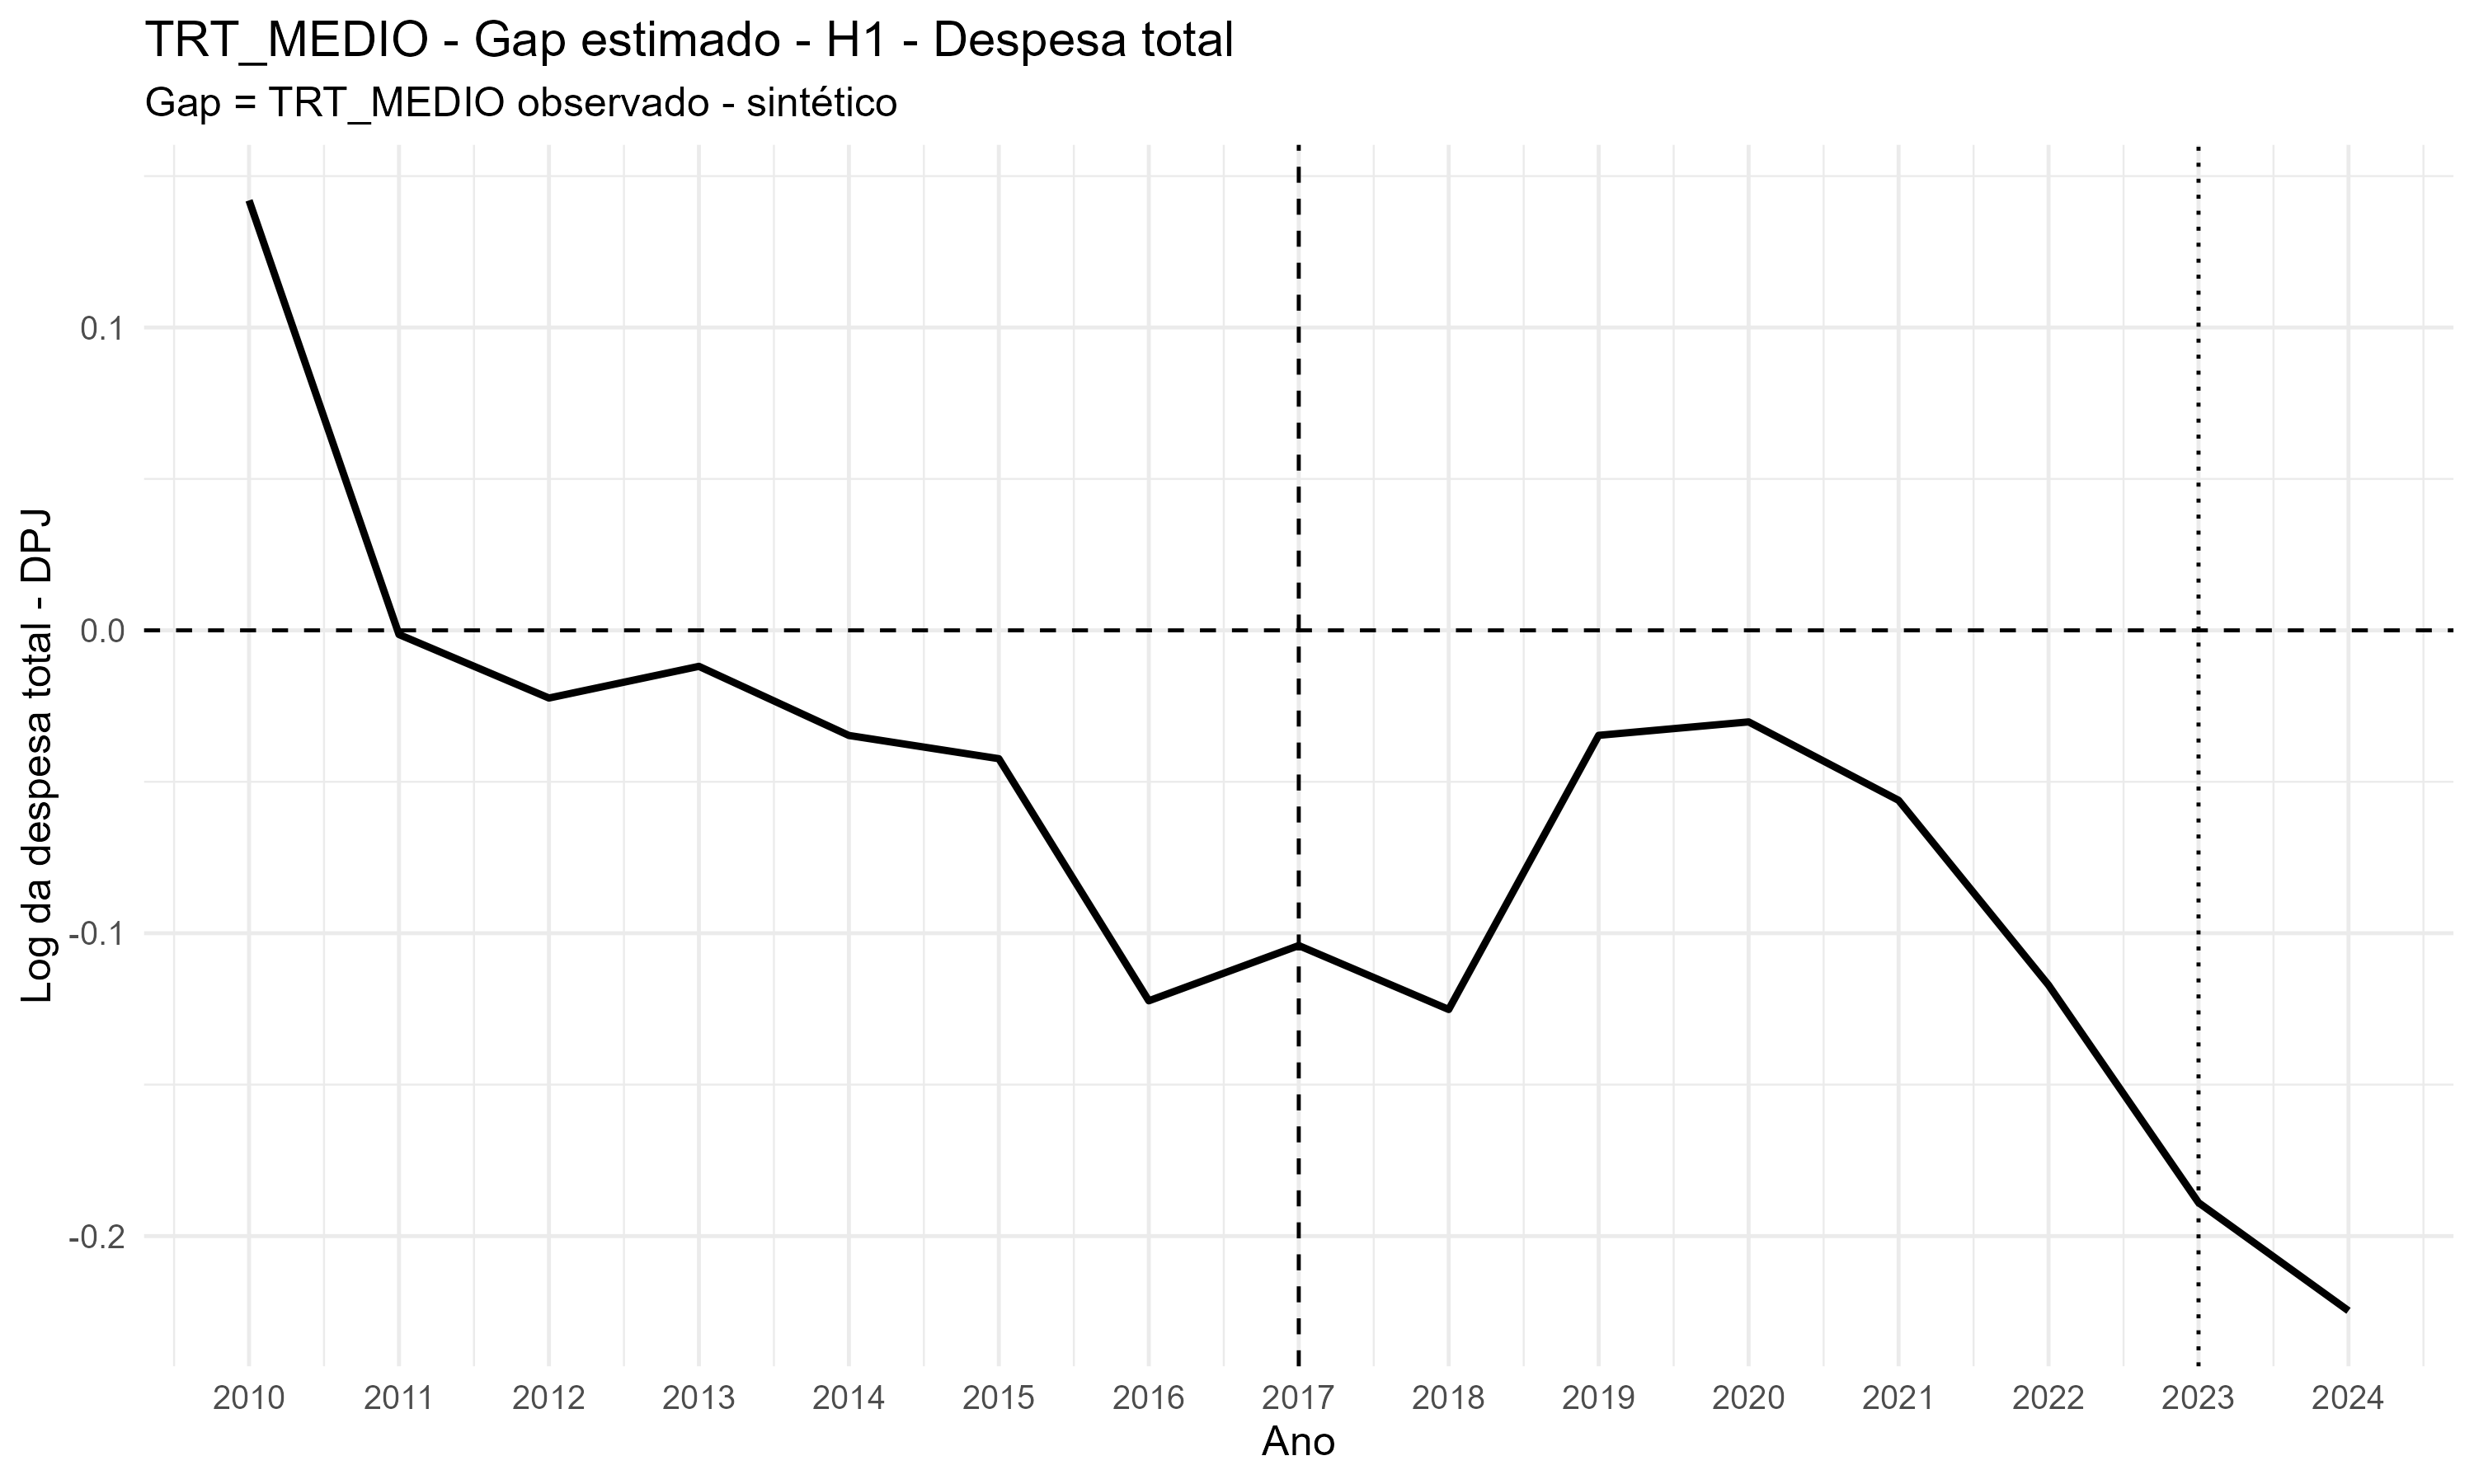 TRT_MEDIO - Gap estimado - H1 - Despesa total
Gap = TRT_MEDIO observado - sintético
Log da despesa total - DPJ
0.1
0.0
-0.1
-0.2
2010 2011 2012 2013 2014 2015 2016 2017 2018 2019 2020 2021 2022 2023 2024
Ano